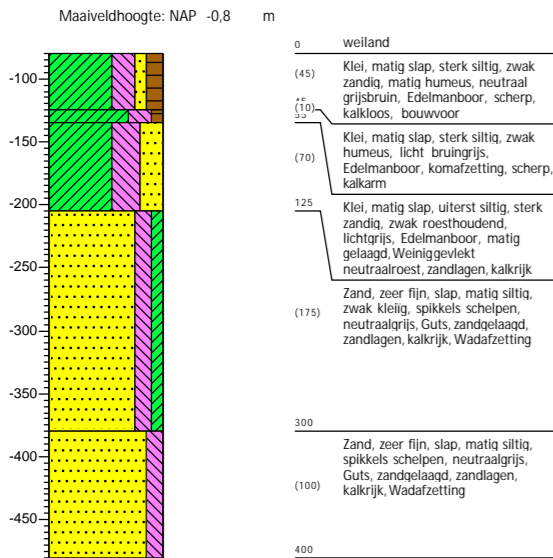 Maaiveldhoogte: NAP -0,8 m
0 weiland
-100
-150
-200
-250
-300
-350
-400
-450
(45)
Klei, matig slap, sterk siltig, zwak
zandig, matig humeus, neutraal
grijsbruin, Edelmanboor, scherp,
kalkloos, bouwvoor
45
(10)
55
Klei, matig slap, sterk siltig, zwak
humeus, licht bruingrijs,
Edelmanboor, komafzetting, scherp,
kalkarm
(70)
125
Klei, matig slap, uiterst siltig, sterk
zandig, zwak roesthoudend,
lichtgrijs, Edelmanboor, matig
gelaagd, Weinig gevlekt
neutraalroest, zandlagen, kalkrijk
(175)
Zand, zeer fijn, slap, matig siltig,
zwak kleiïg, spikkels schelpen,
neutraalgrijs, Guts, zandgelaagd,
zandlagen, kalkrijk, Wadafzetting
300
Zand, zeer fijn, slap, matig siltig,
spikkels schelpen, neutraalgrijs,
Guts, zandgelaagd, zandlagen,
kalkrijk, Wadafzetting
(100)
400